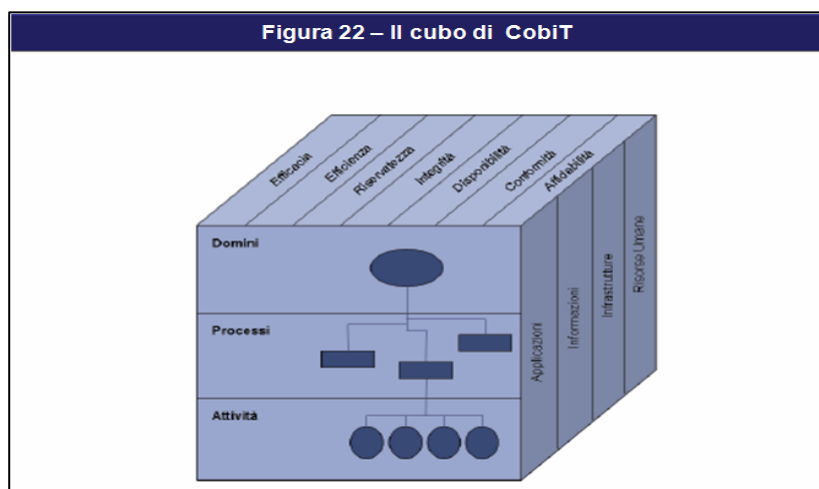 Figura 22 – Il cubo di CobiT
Efficacia
Efficienza
Riservatezza
Integrità
Disponibilità
Conformità
Affidabilità
Domini
Processi
Attività
Applicazioni
Informazioni
Infrastrutture
Risorse Umane